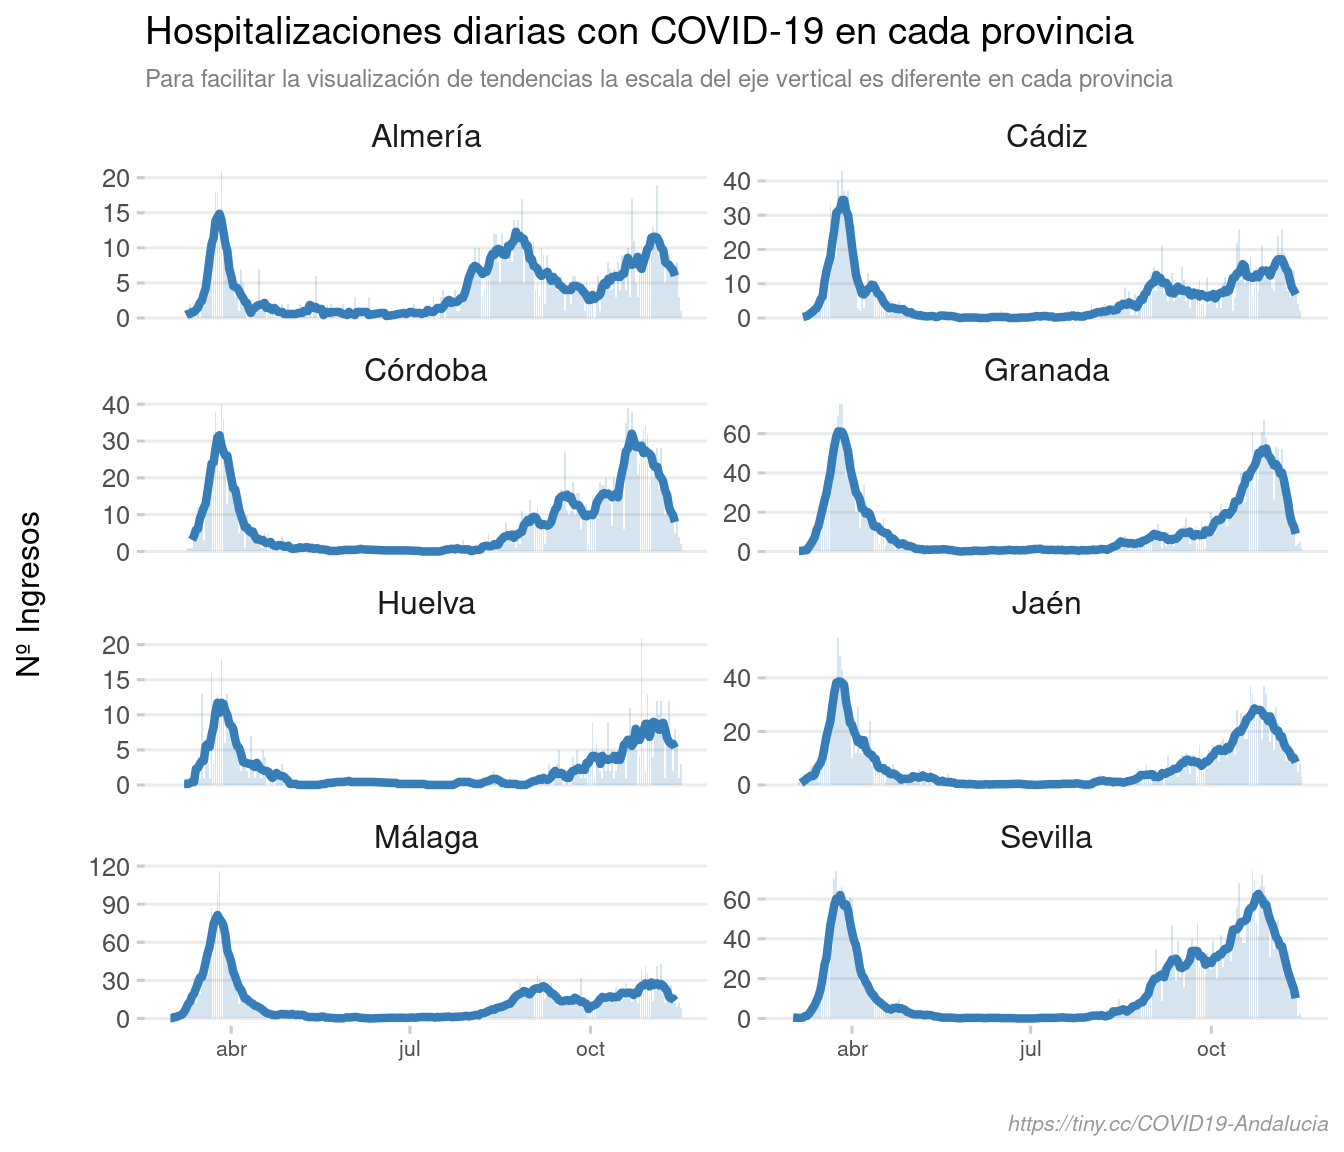 Hospitalizaciones diarias con COVID-19 en cada provincia
Para facilitar la visualización de tendencias la escala del eje vertical es diferente en cada provincia
Nº Ingresos
Almería
20
15
10
5
0
Cádiz
40
30
20
10
0
Córdoba
40
30
20
10
0
Granada
60
40
20
0
Huelva
20
15
10
5
0
Jaén
40
20
0
Málaga
120
90
60
30
0
abr jul oct
Sevilla
60
40
20
0
abr jul oct
https://tiny.cc/COVID19-Andalucia